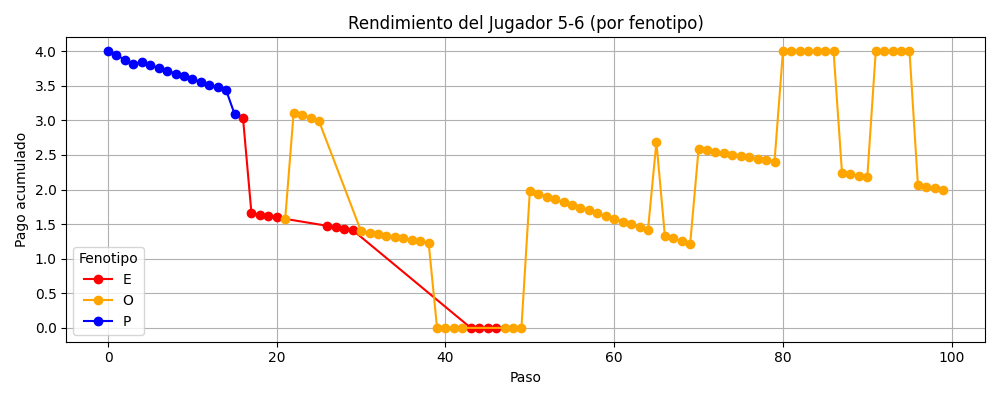 Rendimiento del Jugador 5-6 (por fenotipo)
Pago acumulado
4.0
3.5
3.0
2.5
2.0
1.5
1.0
0.5
0.0
Fenotipo
E
O
P
0 20 40 60 80 100
Paso